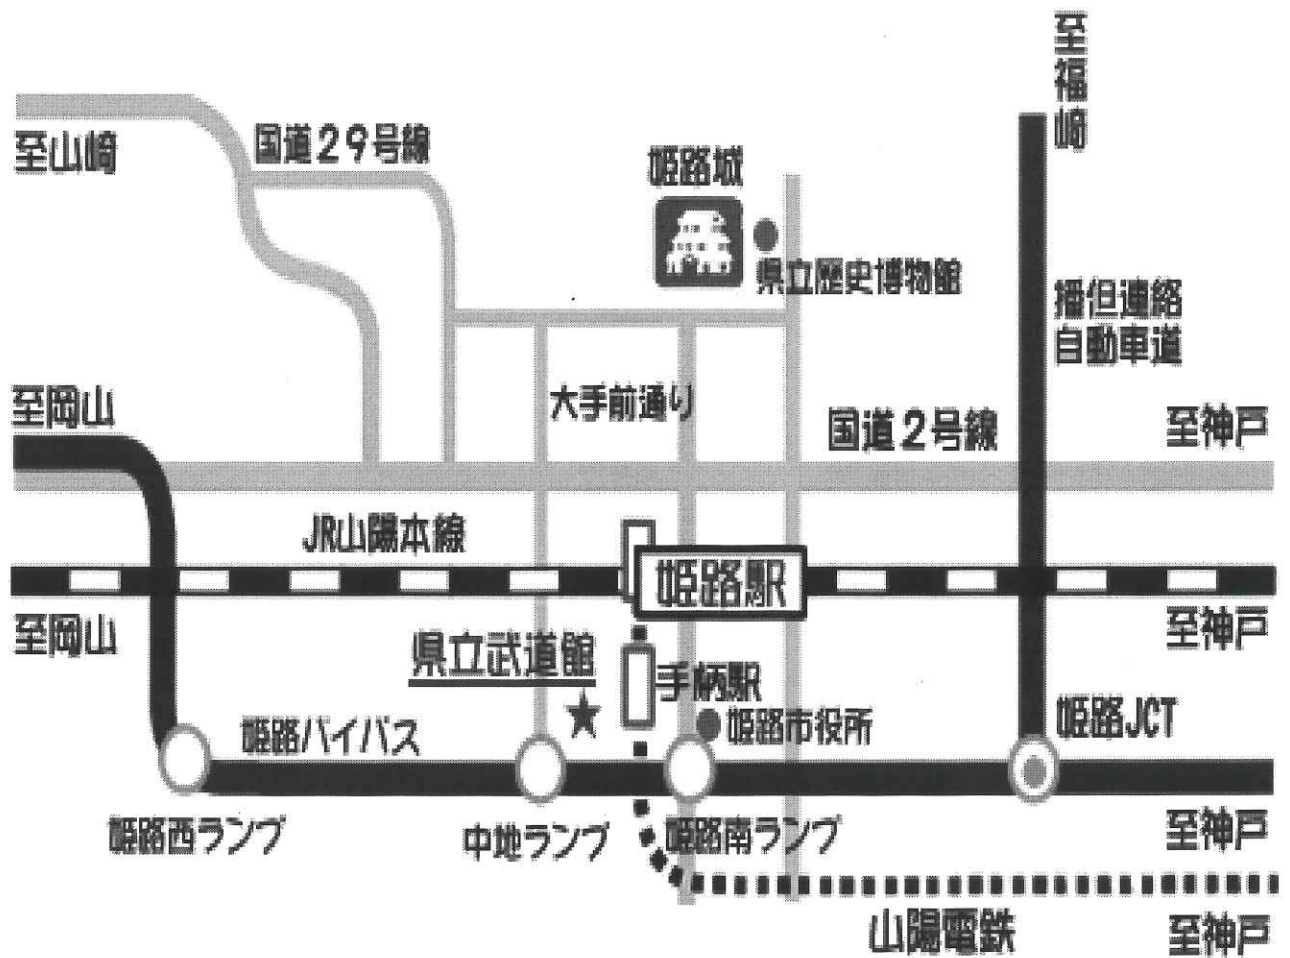 至福崎
至山崎
国道29号線
姫路城
県立歴史博物館
播但連絡
自動車道
至岡山
大手前通り
国道2号線
至神戸
JR山陽本線
姫路駅
至岡山
至神戸
県立武道館
手柄駅
姫路バイパス
姫路市役所
姫路JCT
姫路西ランプ
中地ランプ
姫路南ランプ
至神戸
山陽電鉄
至神戸